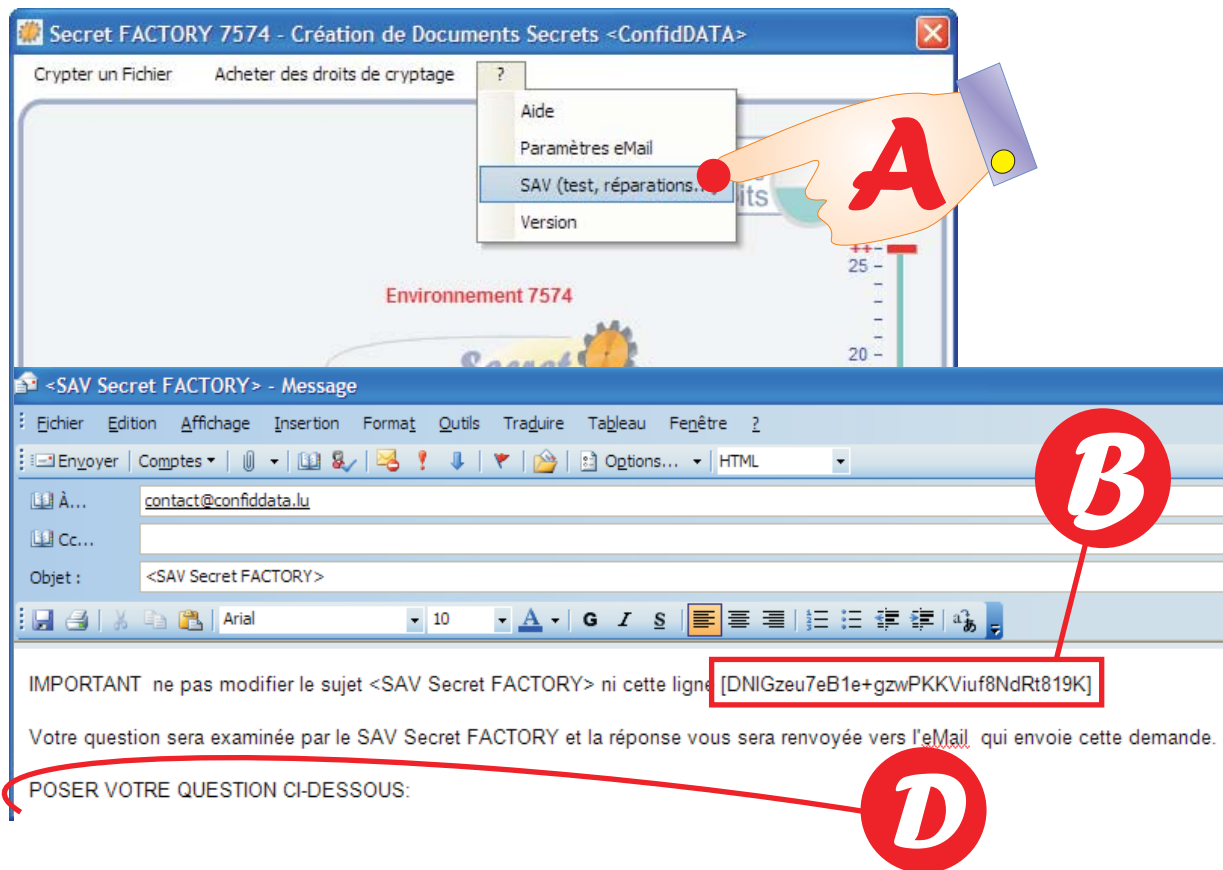 Secret FACTORY 7574 - Création de Documents Secrets <ConfidDATA>
Crypter un Fichier Acheter des droits de cryptage ?
Aide
Paramètres eMail
SAV (test, réparations...)
Version
A
its
++
25
Environnement 7574
20
Secret
<SAV Secret FACTORY> - Message
Fichier Edition Affichage Insertion Format Outils Traduire Tableau Fenêtre ?
Envoyer Comptes Options... HTML
À... contact@confiddata.lu
Cc...
Objet : <SAV Secret FACTORY>
Arial 10 A G I S
B
IMPORTANT ne pas modifier le sujet <SAV Secret FACTORY> ni cette ligne [DNIGzeu7eB1e+gzwPKKViuf8NdRt819K]
Votre question sera examinée par le SAV Secret FACTORY et la réponse vous sera renvoyée vers l'eMail qui envoie cette demande.
POSER VOTRE QUESTION CI-DESSOUS:
D